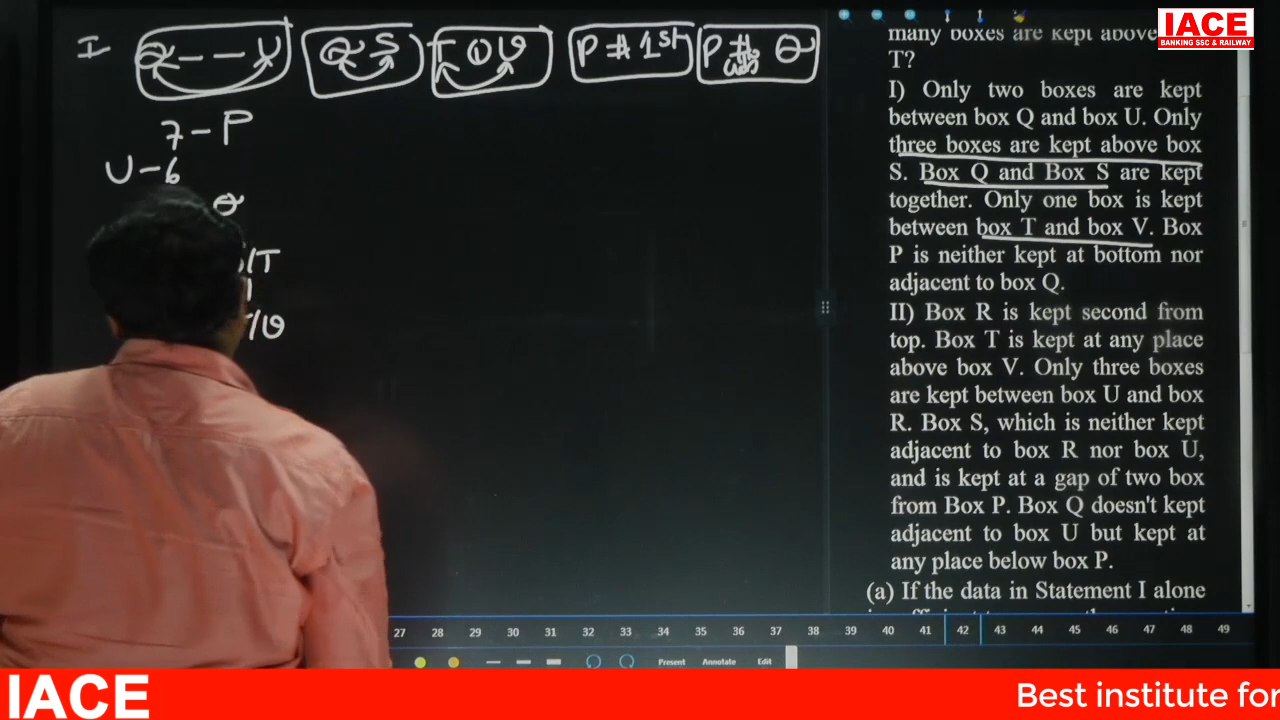 I Q - - U Q S T 1 V P # 1st P # Q
7 - P
U - 6
Q
/T
/V
IACE
BANKING SSC & RAILWAY
many boxes are kept above
T?
I) Only two boxes are kept
between box Q and box U. Only
three boxes are kept above box
S. Box Q and Box S are kept
together. Only one box is kept
between box T and box V. Box
P is neither kept at bottom nor
adjacent to box Q.
II) Box R is kept second from
top. Box T is kept at any place
above box V. Only three boxes
are kept between box U and box
R. Box S, which is neither kept
adjacent to box R nor box U,
and is kept at a gap of two box
from Box P. Box Q doesn't kept
adjacent to box U but kept at
any place below box P.
(a) If the data in Statement I alone
27 28 29 30 31 32 33 34 35 36 37 38 39 40 41 42 43 44 45 46 47 48 49
Present Annotate Edit
IACE Best institute for